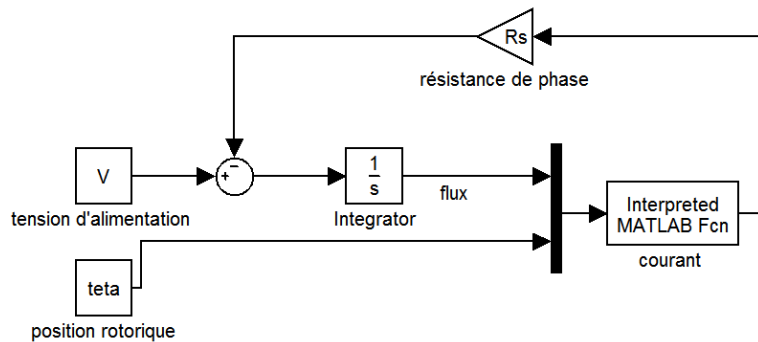 Rs
résistance de phase
V
tension d'alimentation
+
−
1
s
Integrator
flux
Interpreted
MATLAB Fcn
courant
teta
position rotorique